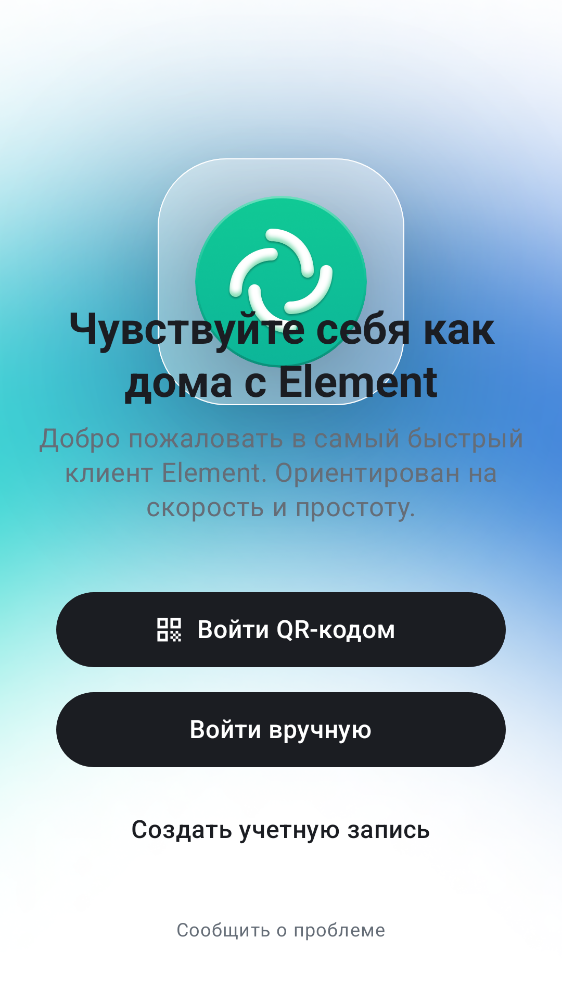 Чувствуйте себя как
дома с Element
Добро пожаловать в самый быстрый
клиент Element. Ориентирован на
скорость и простоту.
Войти QR-кодом
Войти вручную
Создать учетную запись
Сообщить о проблеме